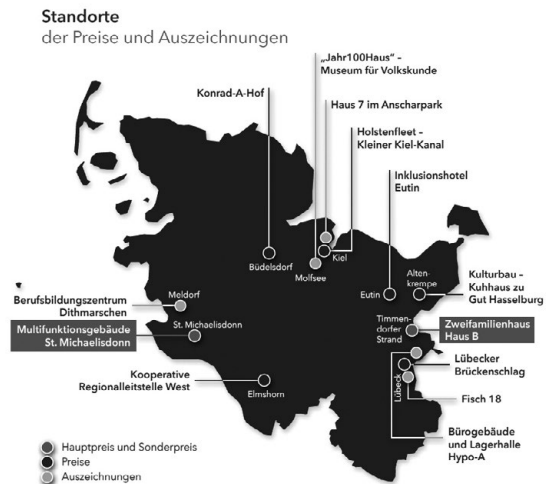 Standorte
der Preise und Auszeichnungen
„Jahr100Haus“ –
Museum für Volkskunde
Konrad-A-Hof
Haus 7 im Anscharpark
Holstenfleet –
Kleiner Kiel-Kanal
Inklusionshotel
Eutin
Kiel
Büdelsdorf
Molfsee
Alten-
krempe
Kulturbau –
Kuhhaus zu
Gut Hasselburg
Eutin
Meldorf
Berufsbildungszentrum
Dithmarschen
Multifunktionsgebäude
St. Michaelisdonn
St. Michaelisdonn
Timmen-
dorfer
Strand
Zweifamilienhaus
Haus B
Lübecker
Brückenschlag
Kooperative
Regionalleitstelle West
Elmshorn
Lübeck
Fisch 18
Bürogebäude
und Lagerhalle
Hypo-A
Hauptpreis und Sonderpreis
Preise
Auszeichnungen